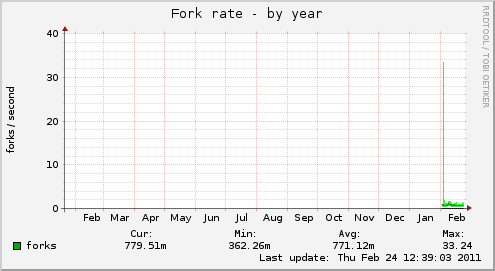 Fork rate - by year
RRDTOOL / TOBI OETIKER
forks / second
40
30
20
10
0
Feb Mar Apr May Jun Jul Aug Sep Oct Nov Dec Jan Feb
Cur: Min: Avg: Max:
forks 779.51m 362.26m 771.12m 33.24
Last update: Thu Feb 24 12:39:03 2011